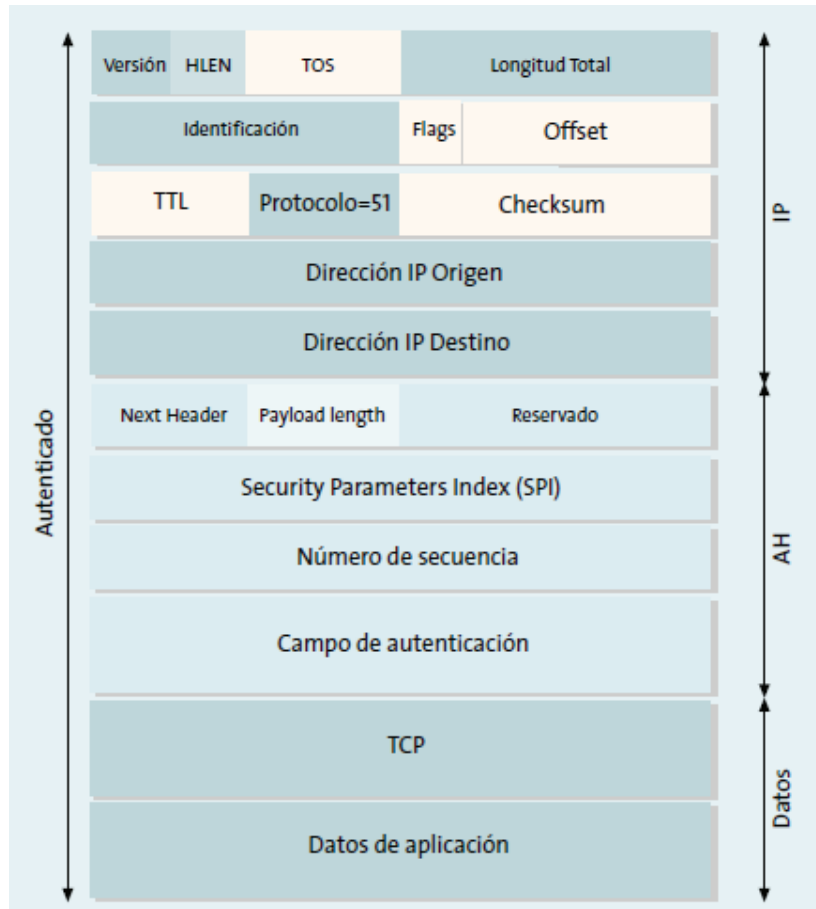 Versión HLEN TOS Longitud Total
Identificación Flags Offset
TTL Protocolo=51 Checksum
Dirección IP Origen
Dirección IP Destino
IP
Next Header Payload length Reservado
Security Parameters Index (SPI)
Número de secuencia
Campo de autenticación
AH
TCP
Datos de aplicación
Datos
Autenticado